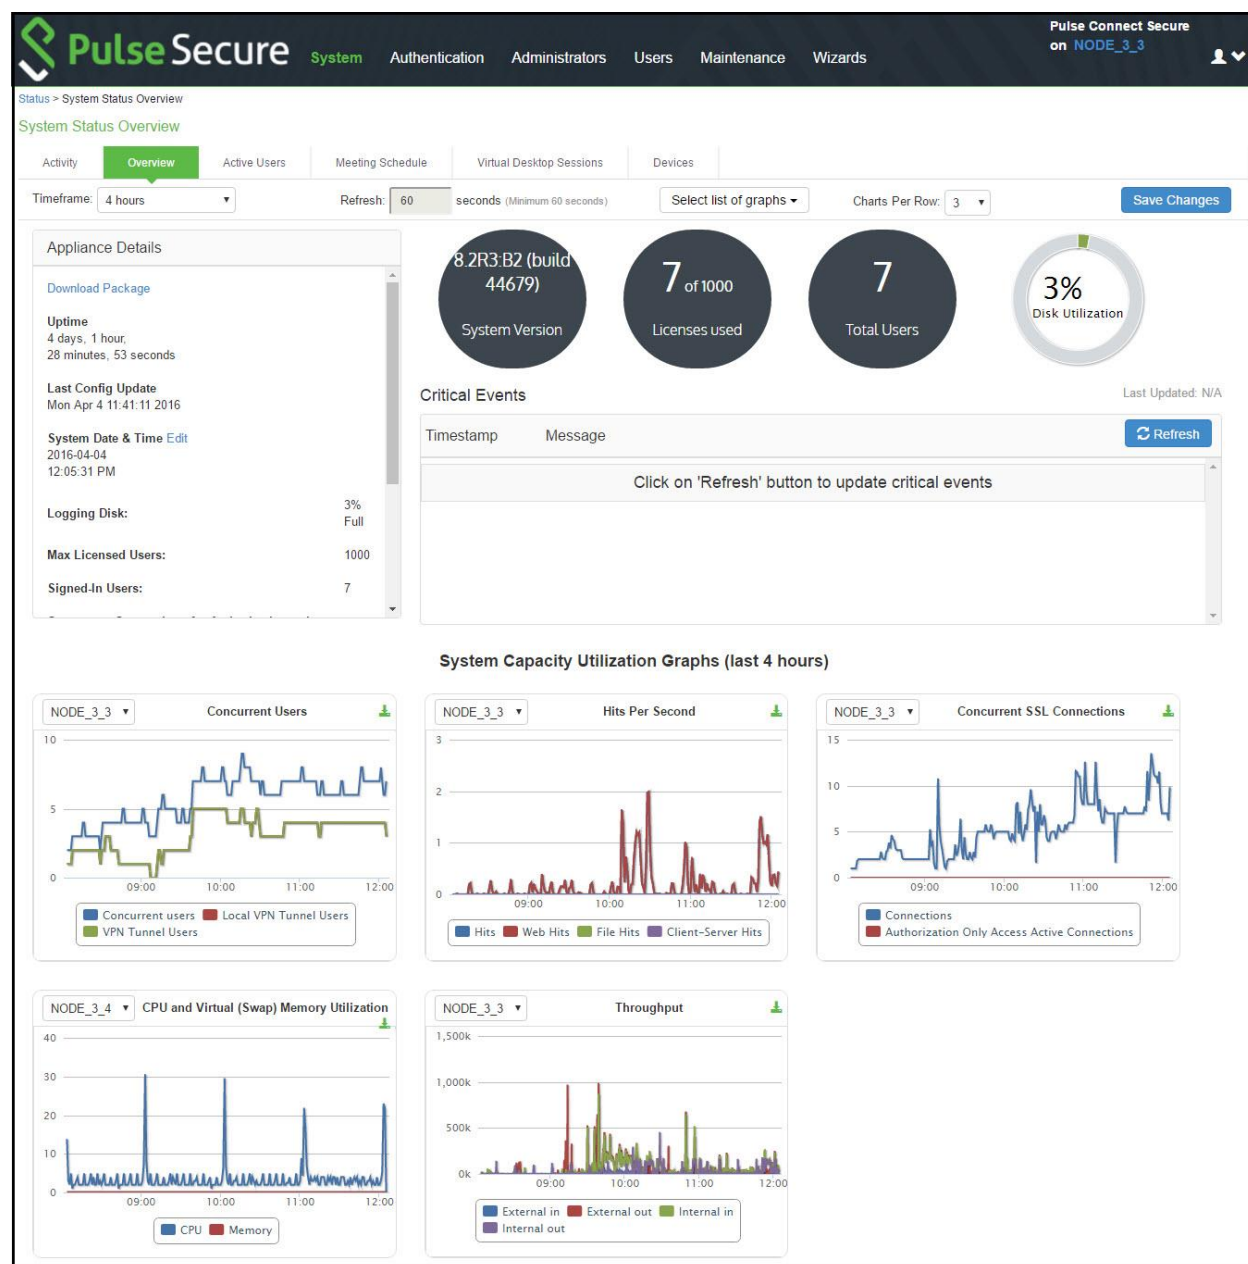 Pulse Secure
System Authentication Administrators Users Maintenance Wizards
Pulse Connect Secure
on NODE_3_3
Status > System Status Overview
System Status Overview
Activity Overview Active Users Meeting Schedule Virtual Desktop Sessions Devices
Timeframe: 4 hours Refresh: 60 seconds (Minimum 60 seconds) Select list of graphs Charts Per Row: 3 Save Changes
Appliance Details
Download Package
Uptime
4 days, 1 hour,
28 minutes, 53 seconds
Last Config Update
Mon Apr 4 11:41:11 2016
System Date & Time Edit
2016-04-04
12:05:31 PM
Logging Disk: 3%
Full
Max Licensed Users: 1000
Signed-In Users: 7
8.2R3:B2 (build
44679)
System Version
7 of 1000
Licenses used
7
Total Users
3%
Disk Utilization
Critical Events Last Updated: N/A
Timestamp Message Refresh
Click on 'Refresh' button to update critical events
System Capacity Utilization Graphs (last 4 hours)
NODE_3_3 Concurrent Users
10
5
0
09:00 10:00 11:00 12:00
Concurrent users Local VPN Tunnel Users
VPN Tunnel Users
NODE_3_3 Hits Per Second
3
2
1
0
09:00 10:00 11:00 12:00
Hits Web Hits File Hits Client-Server Hits
NODE_3_3 Concurrent SSL Connections
15
10
5
0
09:00 10:00 11:00 12:00
Connections
Authorization Only Access Active Connections
NODE_3_4 CPU and Virtual (Swap) Memory Utilization
40
30
20
10
0
09:00 10:00 11:00 12:00
CPU Memory
NODE_3_3 Throughput
1,500k
1,000k
500k
0k
09:00 10:00 11:00 12:00
External in External out Internal in
Internal out